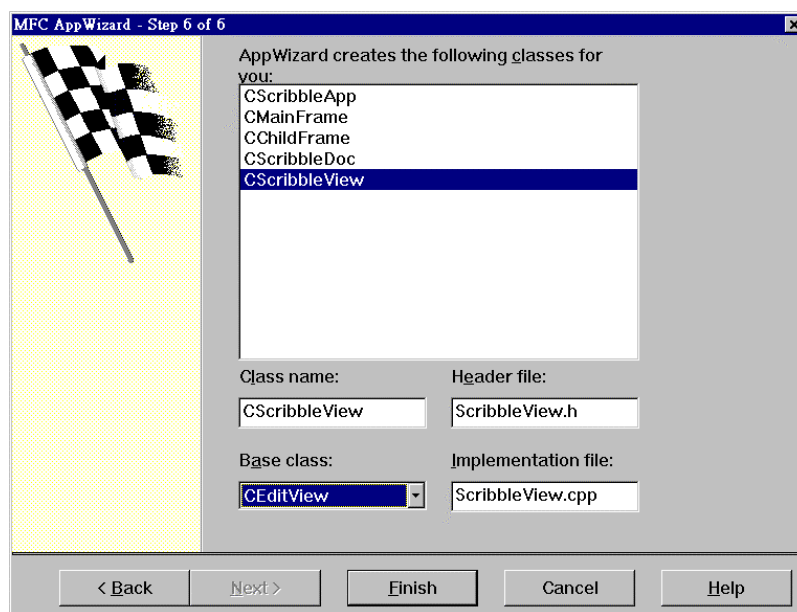 MFC AppWizard - Step 6 of 6
AppWizard creates the following classes for
you:
CScribbleApp
CMainFrame
CChildFrame
CScribbleDoc
CScribbleView
Class name:
Header file:
CScribbleView
ScribbleView.h
Base class:
Implementation file:
CEditView
ScribbleView.cpp
< Back
Next >
Finish
Cancel
Help